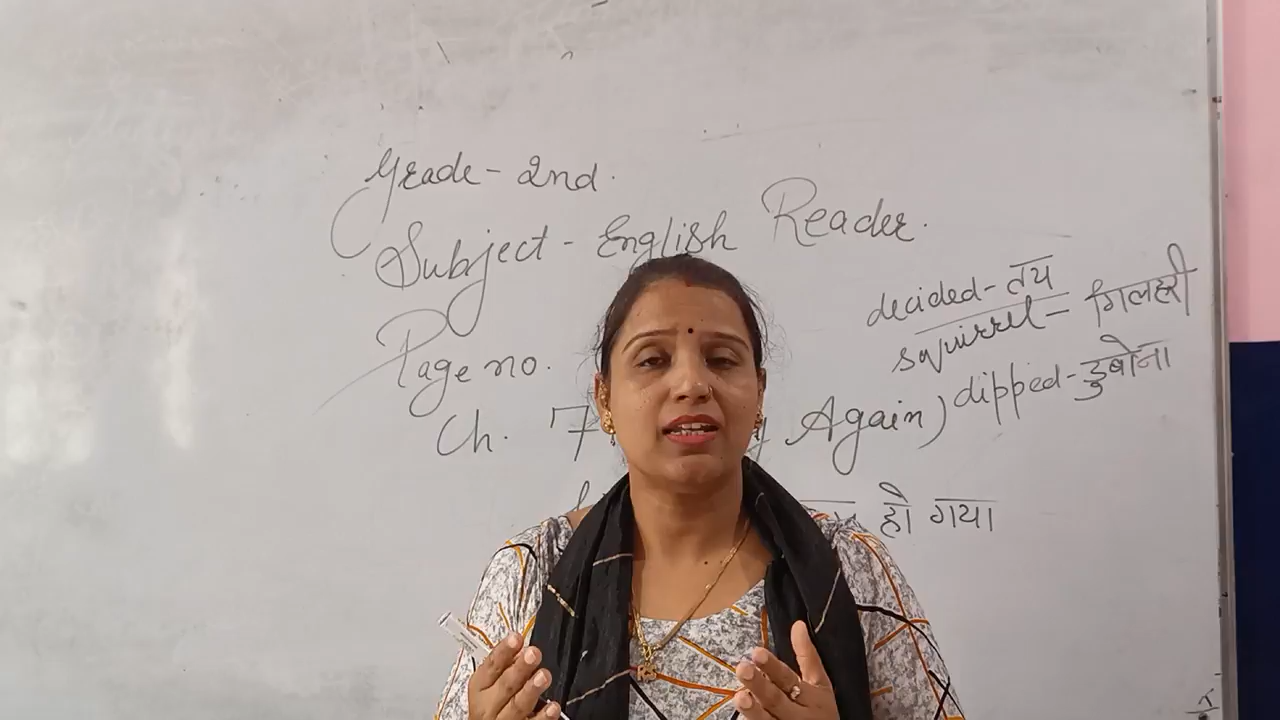 Grade - 2nd.
Subject - English Reader.
Page no.
Ch. 7 Again)
decided - तय
squirrel - गिलहरी
dipped - डुबोना
हो गया